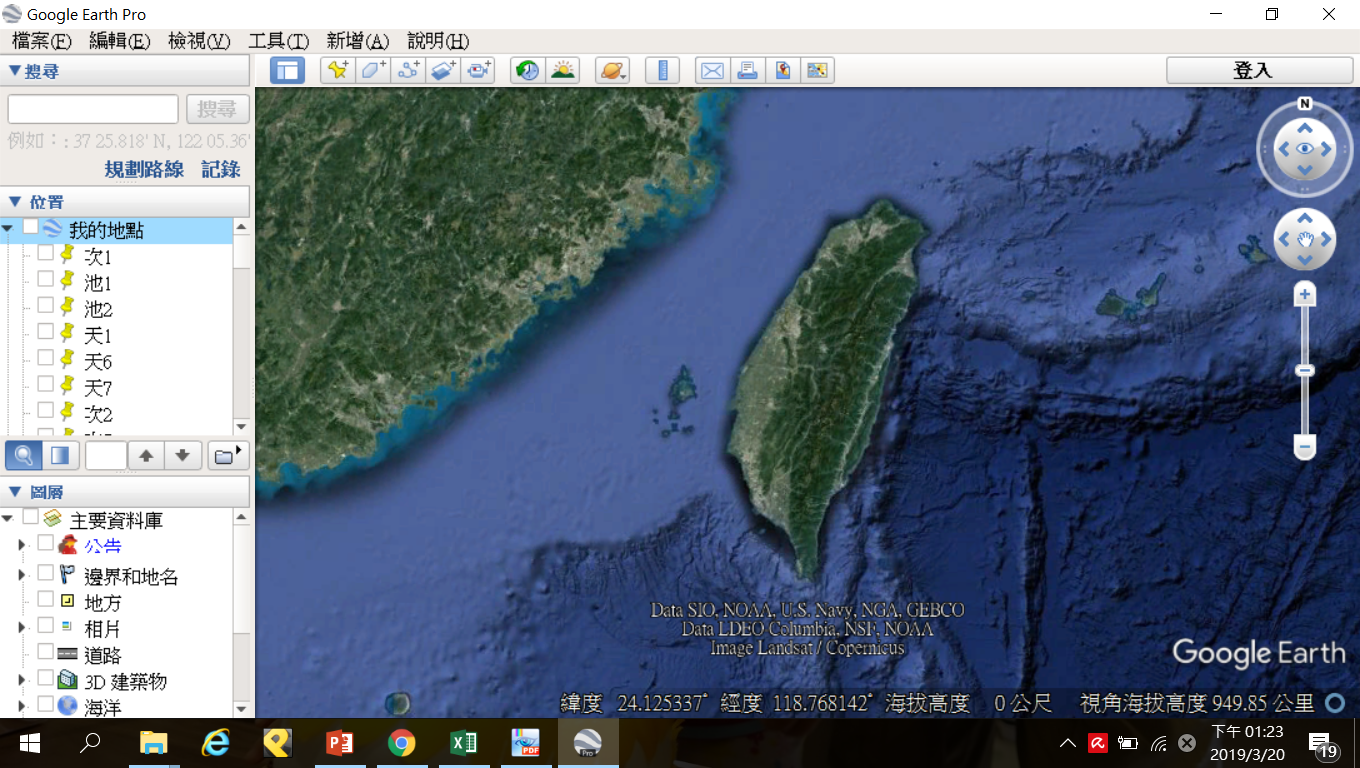 Google Earth Pro
檔案(F) 編輯(E) 檢視(V) 工具(T) 新增(A) 說明(H)
搜尋
登入
搜尋
例如：: 37 25.818' N, 122 05.36'
規劃路線 記錄
位置
我的地點
次1
池1
池2
天1
天6
天7
次2
圖層
主要資料庫
公告
邊界和地名
地方
相片
道路
3D 建築物
海洋
N
Data SIO, NOAA, U.S. Navy, NGA, GEBCO
Data LDEO Columbia, NSF, NOAA
Image Landsat / Copernicus
Google Earth
緯度 24.125337° 經度 118.768142° 海拔高度 0 公尺 視角海拔高度 949.85 公里
下午 01:23
2019/3/20
19